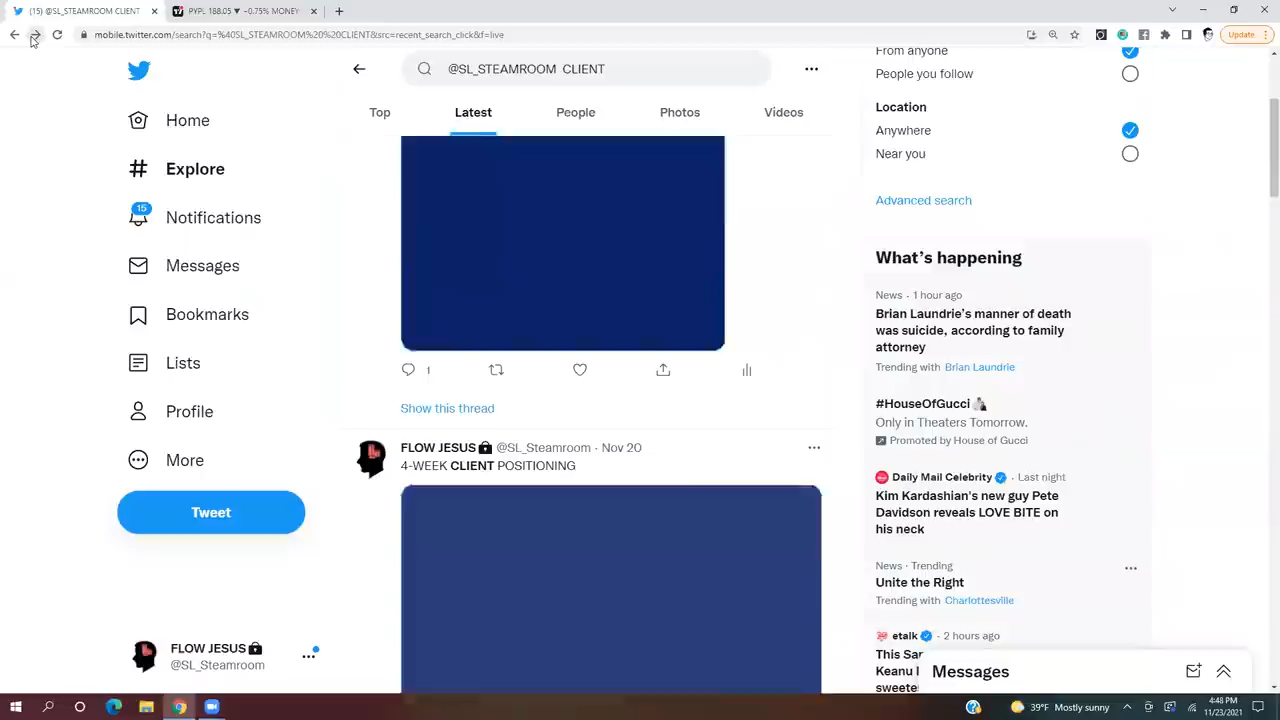 (15) @SL_STEAMROOM CLIENT
PYPL 188.05 ▼ −0.75% MONEY
mobile.twitter.com/search?q=%40SL_STEAMROOM%20%20CLIENT&src=recent_search_click&f=live
Update
@SL_STEAMROOM CLIENT
Top
Latest
People
Photos
Videos
Home
Explore
15
Notifications
Messages
Bookmarks
Lists
Profile
More
Tweet
FLOW JESUS
@SL_Steamroom
1
Show this thread
FLOW JESUS @SL_Steamroom · Nov 20
4-WEEK CLIENT POSITIONING
From anyone
People you follow
Location
Anywhere
Near you
Advanced search
What's happening
News · 1 hour ago
Brian Laundrie's manner of death
was suicide, according to family
attorney
Trending with Brian Laundrie
#HouseOfGucci
Only in Theaters Tomorrow.
Promoted by House of Gucci
Daily Mail Celebrity · Last night
Kim Kardashian's new guy Pete
Davidson reveals LOVE BITE on
his neck
News · Trending
Unite the Right
Trending with Charlottesville
etalk · 2 hours ago
This Sar
Keanu
sweete
Messages
39°F Mostly sunny
4:48 PM
11/23/2021